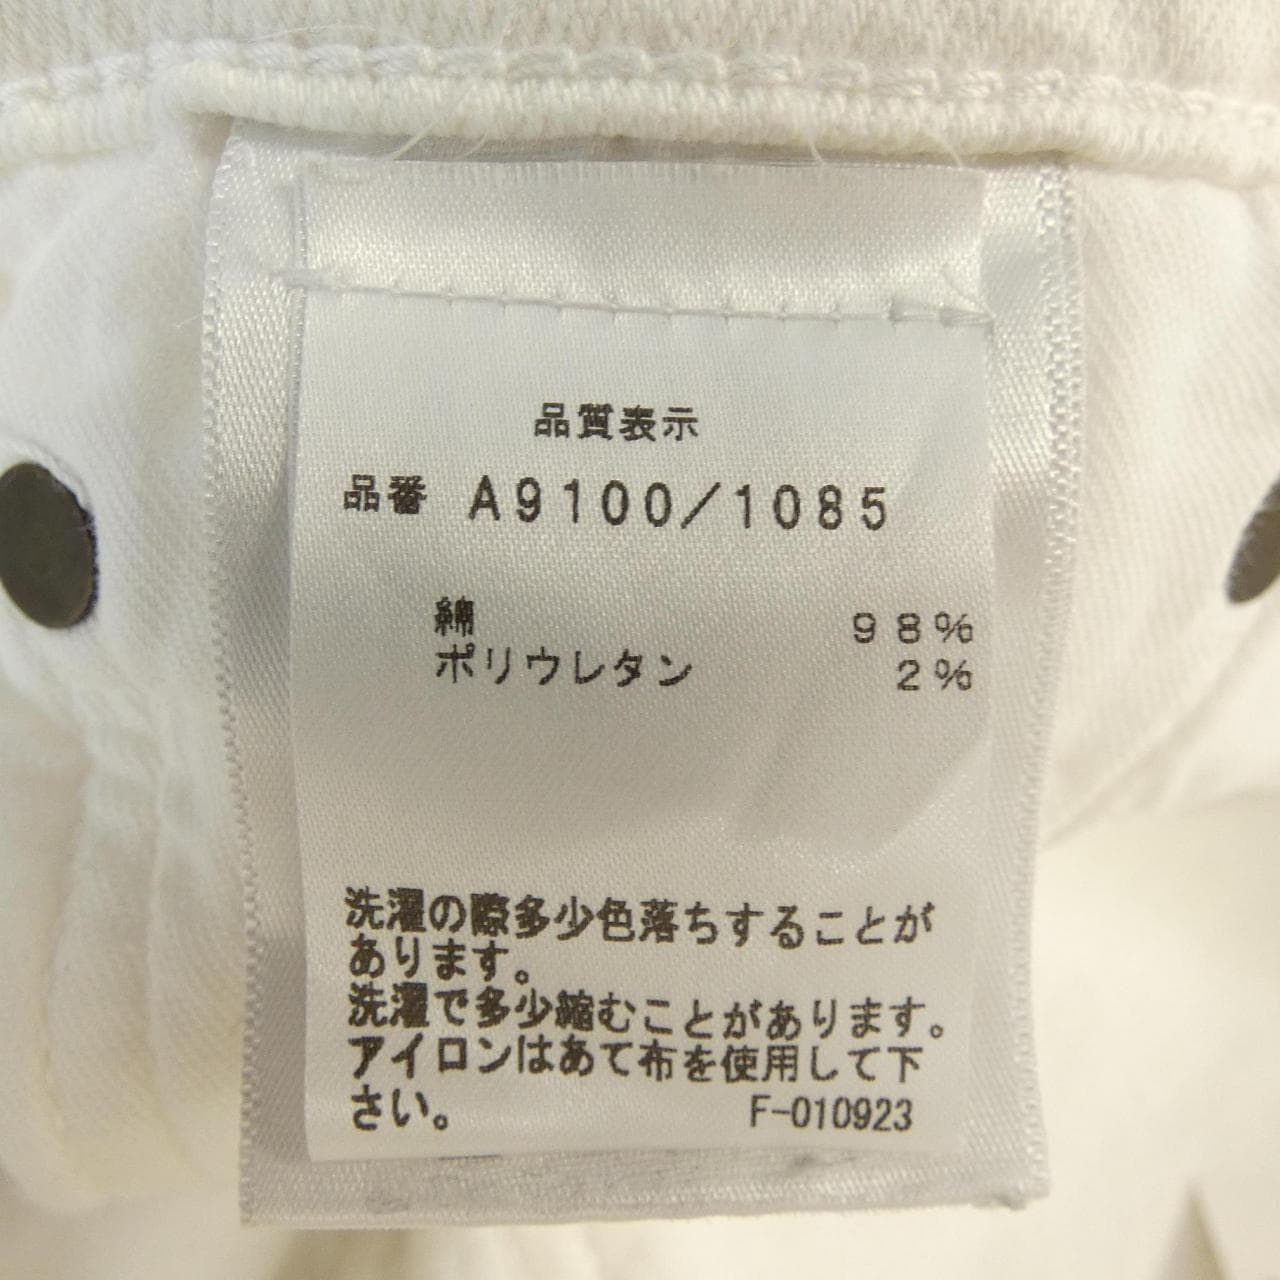 品質表示
品番 A9100/1085
綿 98%
ポリウレタン 2%
洗濯の際多少色落ちすることが
あります。
洗濯で多少縮むことがあります。
アイロンはあて布を使用して下
さい。 F-010923